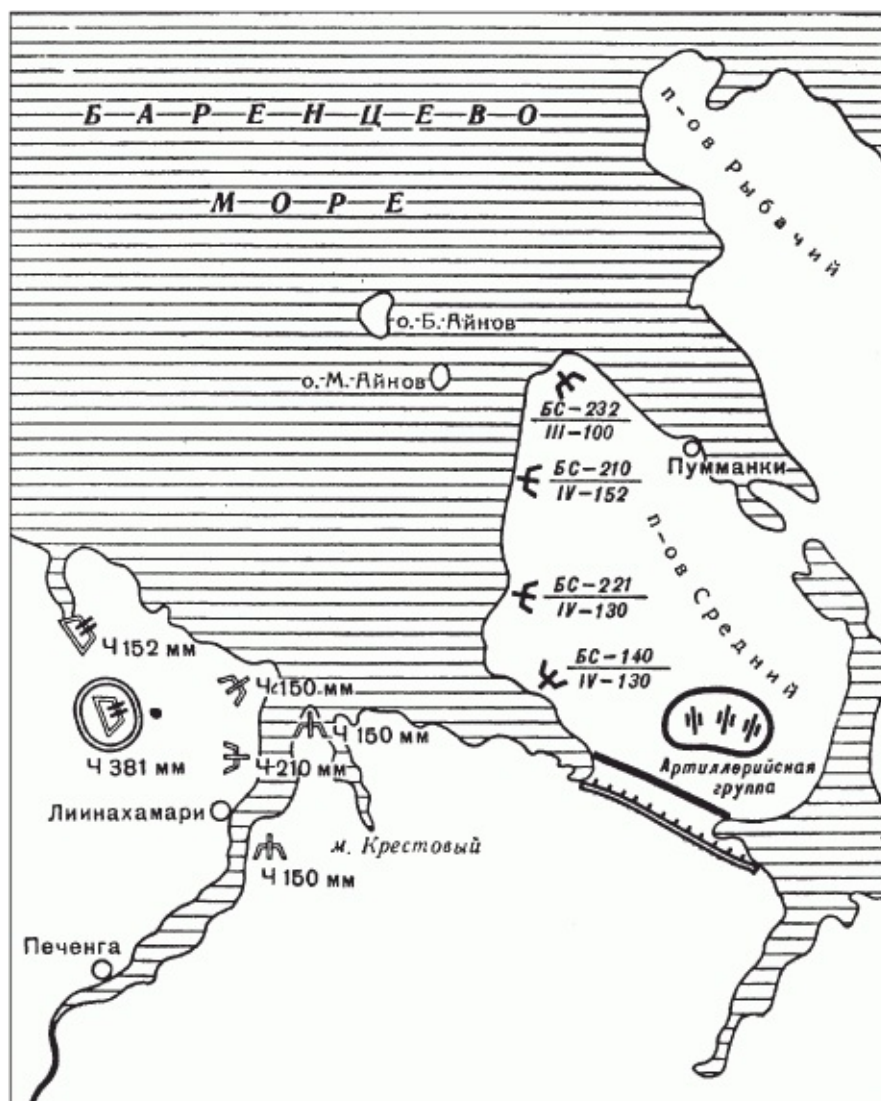 БАРЕНЦЕВО
МОРЕ
п-ов Рыбачий
о.-Б.-Айнов
о.-М.-Айнов
БС-232
III-100
Пумманки
БС-210
IV-152
п-ов Средний
БС-221
IV-130
БС-140
IV-130
Ч 152 мм
Ч 150 мм
Ч 150 мм
Ч 381 мм
Ч 210 мм
Артиллерийская
группа
Лиинахамари
м. Крестовый
Ч 150 мм
Печенга